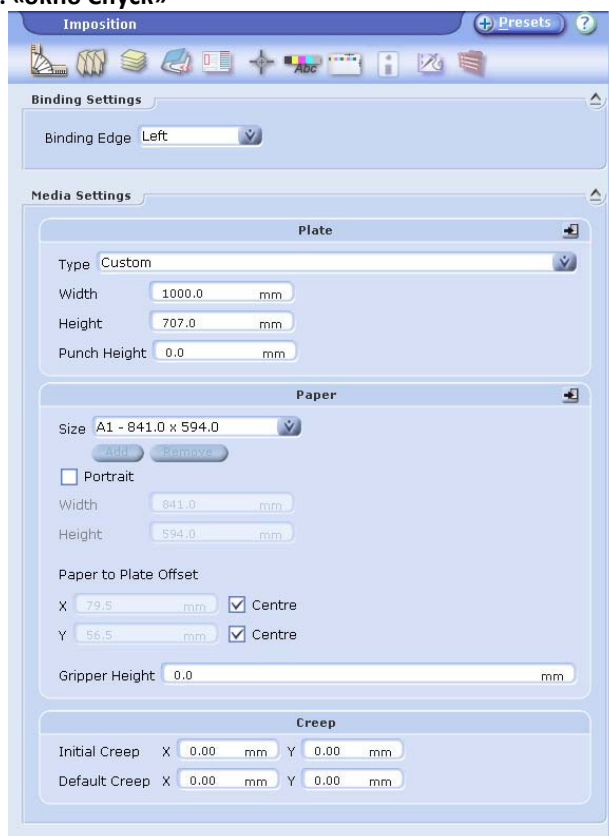 «окно Спуск»
Imposition
Presets ?
Abc
Binding Settings
Binding Edge Left
Media Settings
Plate
Type Custom
Width 1000.0 mm
Height 707.0 mm
Punch Height 0.0 mm
Paper
Size A1 - 841.0 x 594.0
Add Remove
Portrait
Width 841.0 mm
Height 594.0 mm
Paper to Plate Offset
X 79.5 mm Centre
Y 56.5 mm Centre
Gripper Height 0.0 mm
Creep
Initial Creep X 0.00 mm Y 0.00 mm
Default Creep X 0.00 mm Y 0.00 mm